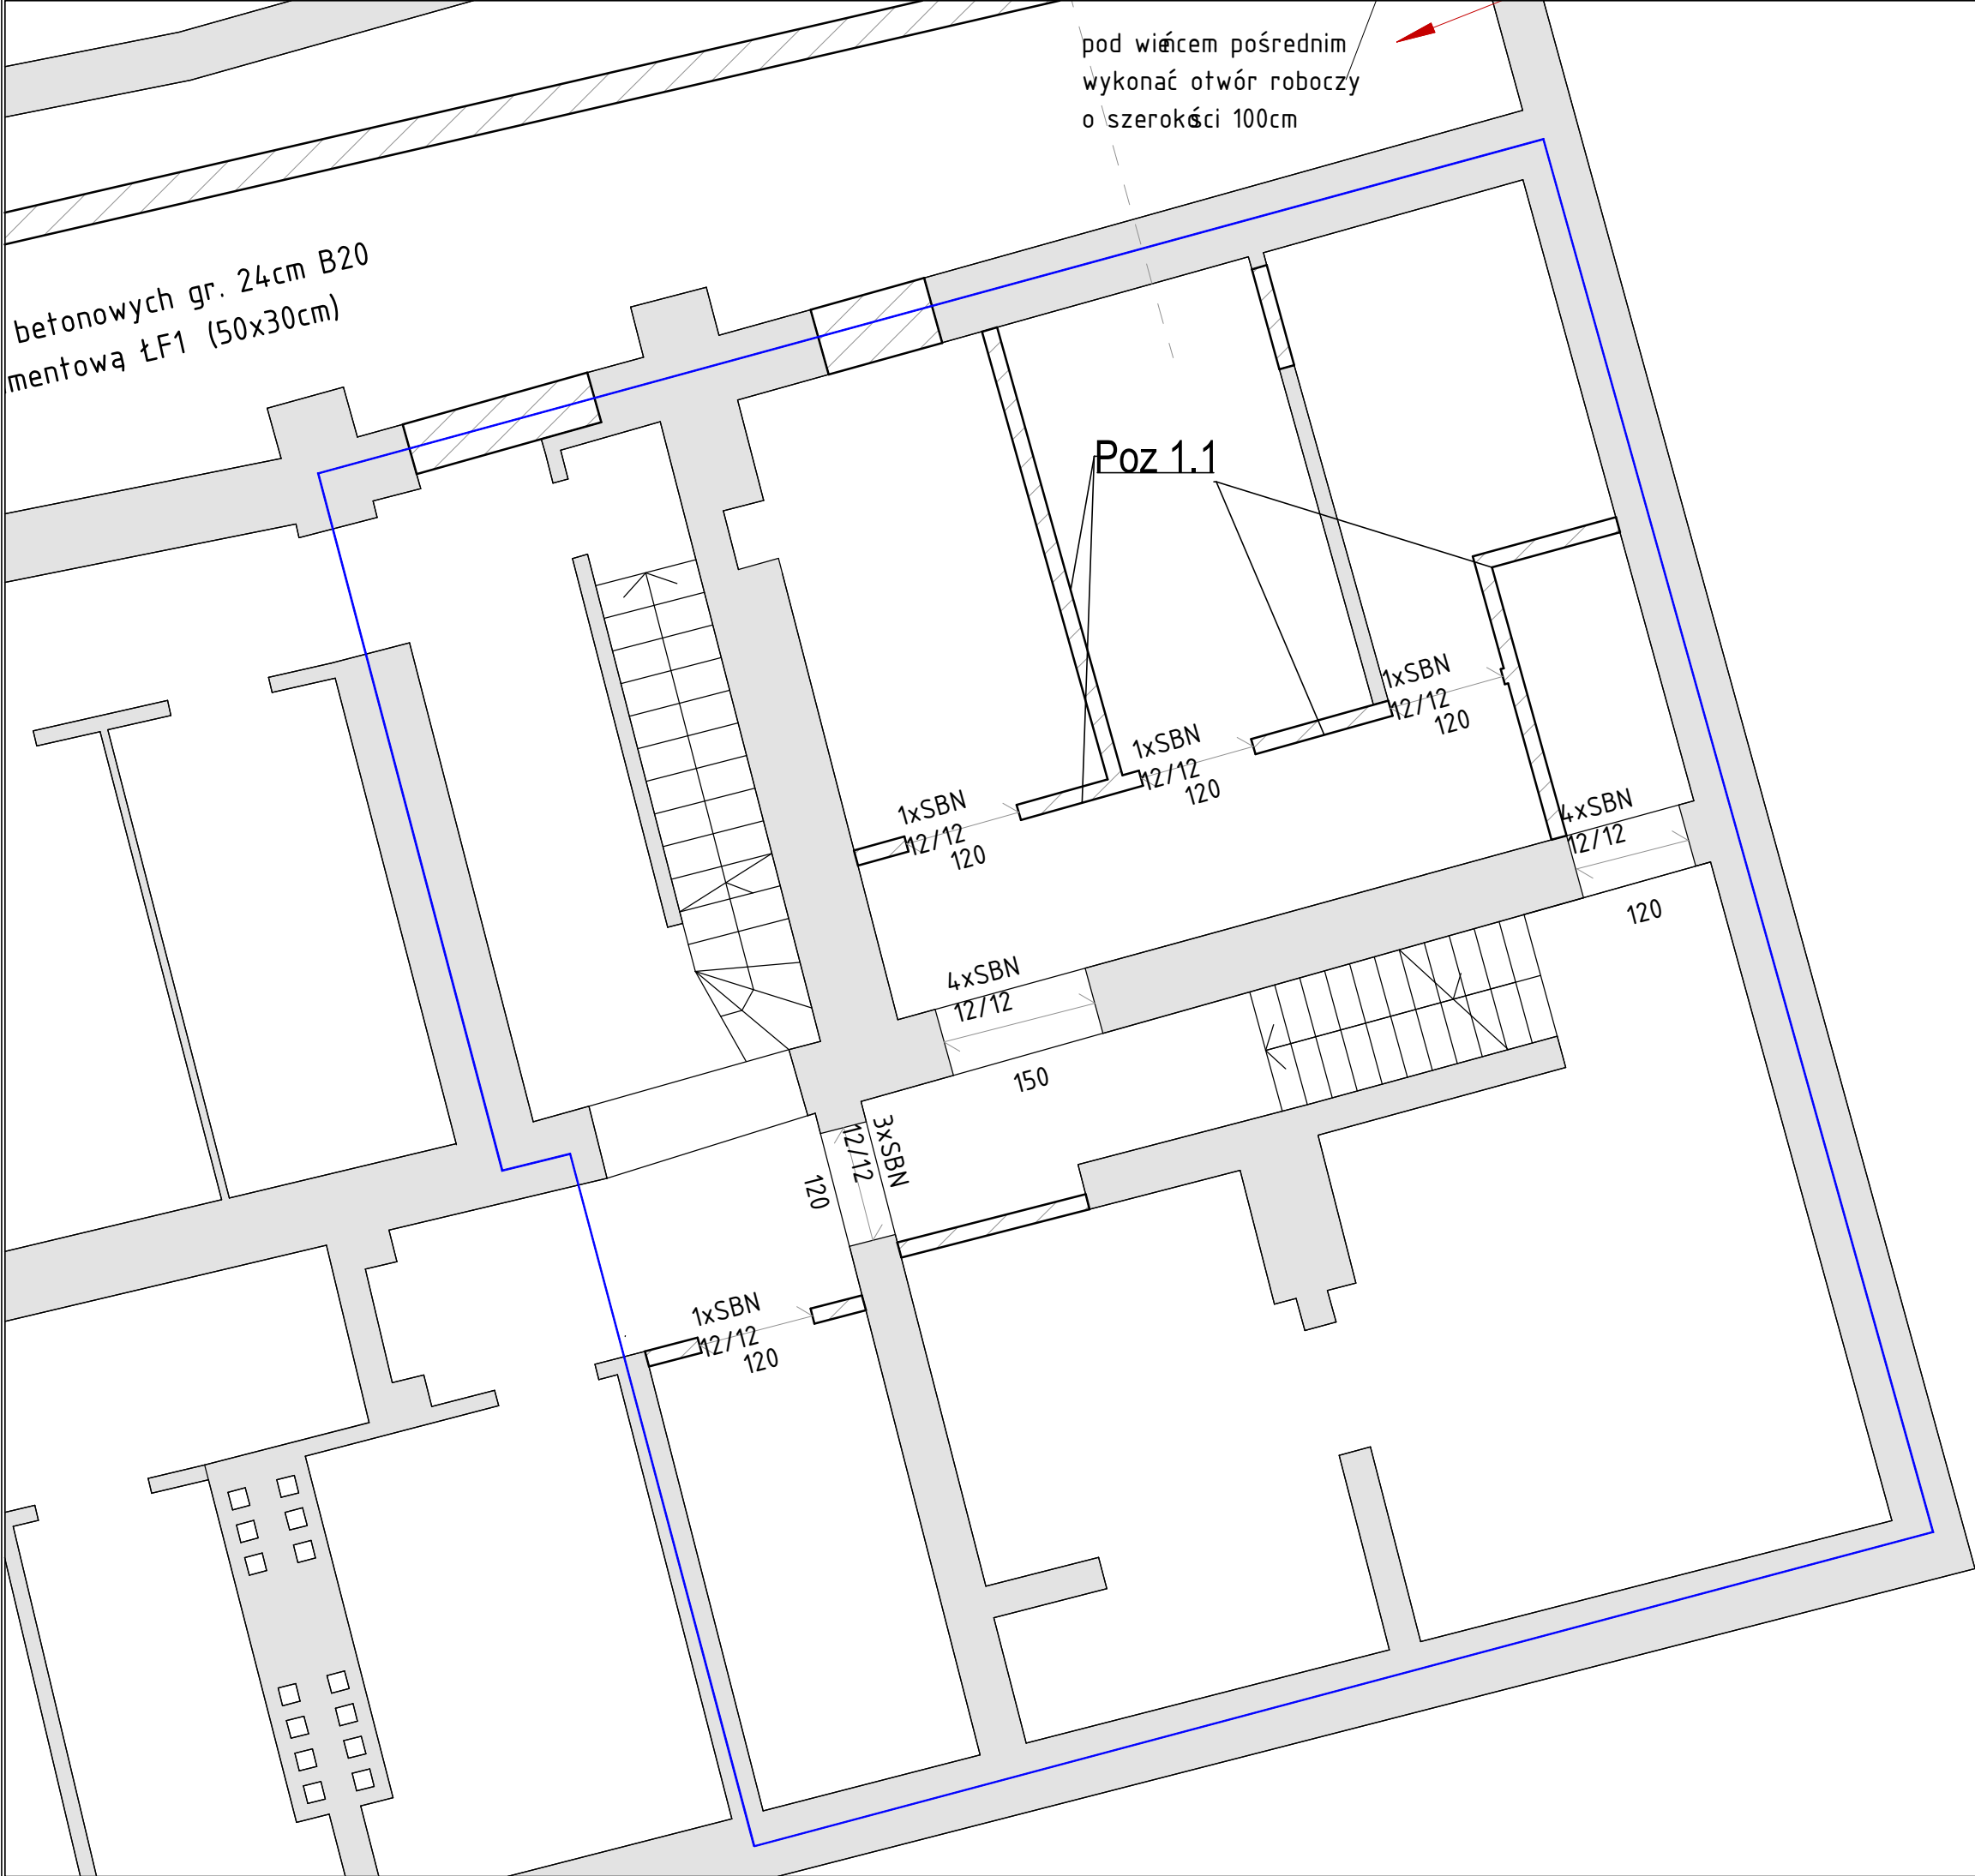 pod wieńcem pośrednim
wykonać otwór roboczy
o szerokości 100cm
betonowych gr. 24cm B20
mentową ŁF1 (50x30cm)
Poz 1.1
1xSBN
12/12
120
1xSBN
12/12
120
1xSBN
12/12
120
4xSBN
12/12
120
4xSBN
12/12
150
3xSBN
12/12
120
1xSBN
12/12
120